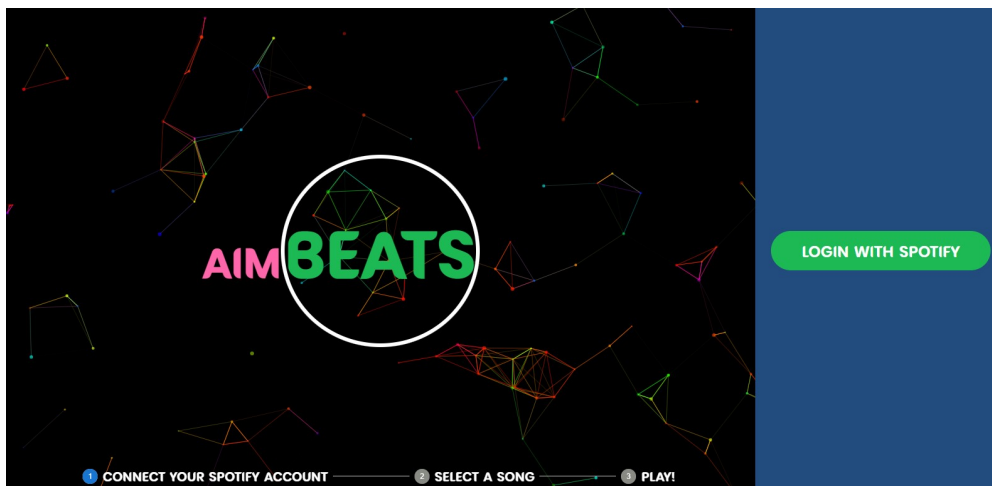 AIMBEATS
LOGIN WITH SPOTIFY
1 CONNECT YOUR SPOTIFY ACCOUNT 2 SELECT A SONG 3 PLAY!